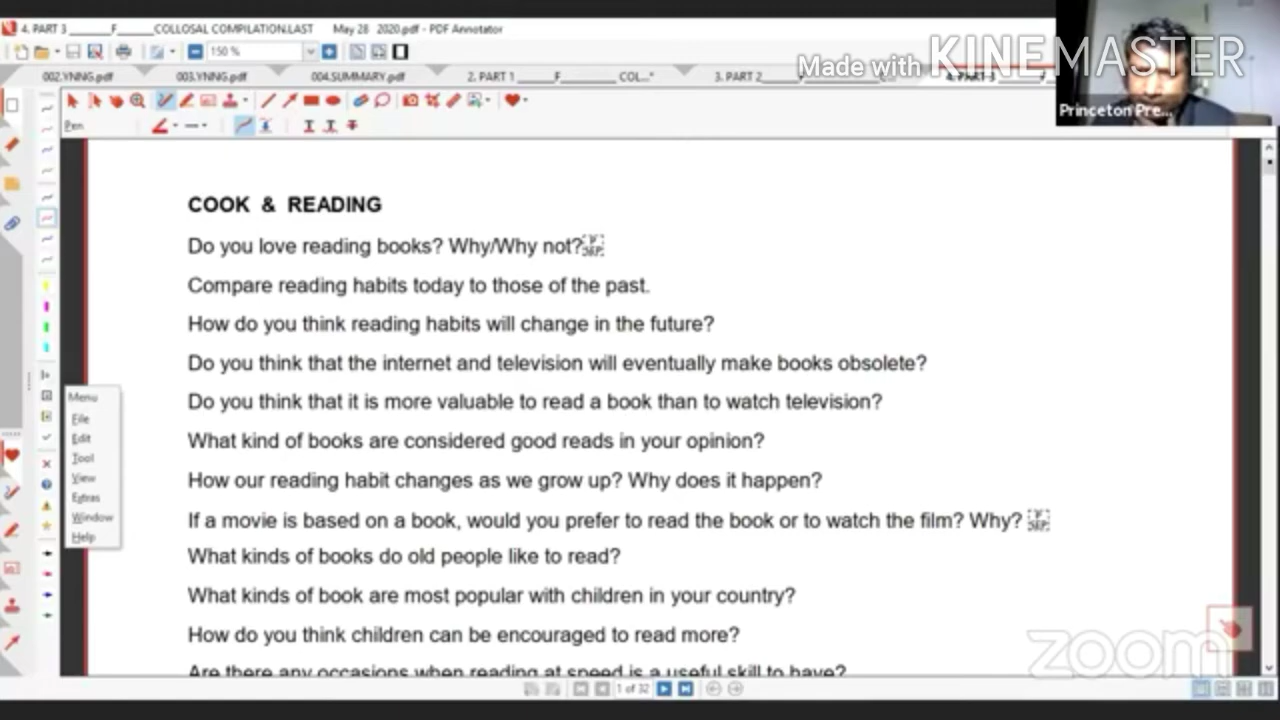 4. PART 3 ______F______COLLOSAL COMPILATION.LAST May 28 2020.pdf - PDF Annotator
150 %
Made with KINEMASTER
002.YNNG.pdf 003.YNNG.pdf 004.SUMMARY.pdf 2. PART 1 _____F________ COL..* 3. PART 2_____F 4. PART 3 ______F
Princeton Pre...
Pen
COOK & READING
Do you love reading books? Why/Why not?
Compare reading habits today to those of the past.
How do you think reading habits will change in the future?
Do you think that the internet and television will eventually make books obsolete?
Do you think that it is more valuable to read a book than to watch television?
What kind of books are considered good reads in your opinion?
How our reading habit changes as we grow up? Why does it happen?
If a movie is based on a book, would you prefer to read the book or to watch the film? Why?
What kinds of books do old people like to read?
What kinds of book are most popular with children in your country?
How do you think children can be encouraged to read more?
Are there any occasions when reading at speed is a useful skill to have?
Menu
File
Edit
Tool
View
Extras
Window
Help
zoom
1 of 32